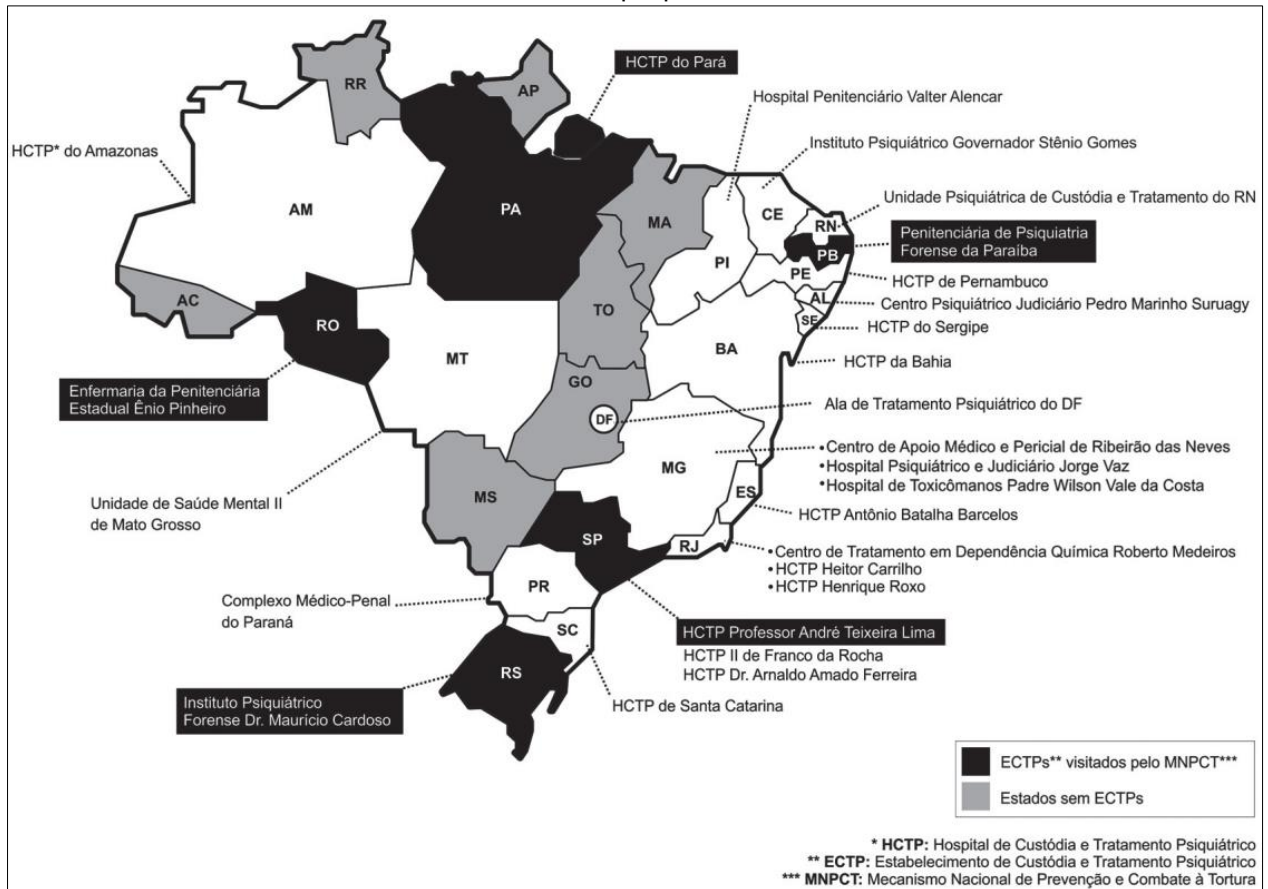 HCTP do Pará
RR
AP
Hospital Penitenciário Valter Alencar
Instituto Psiquiátrico Governador Stênio Gomes
HCTP* do Amazonas
Unidade Psiquiátrica de Custódia e Tratamento do RN
AM
PA
MA
CE
RN
Penitenciária de Psiquiatria
Forense da Paraíba
PI
PB
PE
HCTP de Pernambuco
AC
AL
Centro Psiquiátrico Judiciário Pedro Marinho Suruagy
TO
SE
HCTP do Sergipe
RO
MT
BA
HCTP da Bahia
Enfermaria da Penitenciária
Estadual Ênio Pinheiro
GO
DF
Ala de Tratamento Psiquiátrico do DF
•Centro de Apoio Médico e Pericial de Ribeirão das Neves
•Hospital Psiquiátrico e Judiciário Jorge Vaz
•Hospital de Toxicômanos Padre Wilson Vale da Costa
MG
ES
MS
Unidade de Saúde Mental II
de Mato Grosso
HCTP Antônio Batalha Barcelos
SP
RJ
•Centro de Tratamento em Dependência Química Roberto Medeiros
•HCTP Heitor Carrilho
•HCTP Henrique Roxo
PR
Complexo Médico-Penal
do Paraná
SC
HCTP Professor André Teixeira Lima
HCTP II de Franco da Rocha
HCTP Dr. Arnaldo Amado Ferreira
RS
Instituto Psiquiátrico
Forense Dr. Maurício Cardoso
HCTP de Santa Catarina
ECTPs** visitados pelo MNPCT***
Estados sem ECTPs
* HCTP: Hospital de Custódia e Tratamento Psiquiátrico
** ECTP: Estabelecimento de Custódia e Tratamento Psiquiátrico
*** MNPCT: Mecanismo Nacional de Prevenção e Combate à Tortura